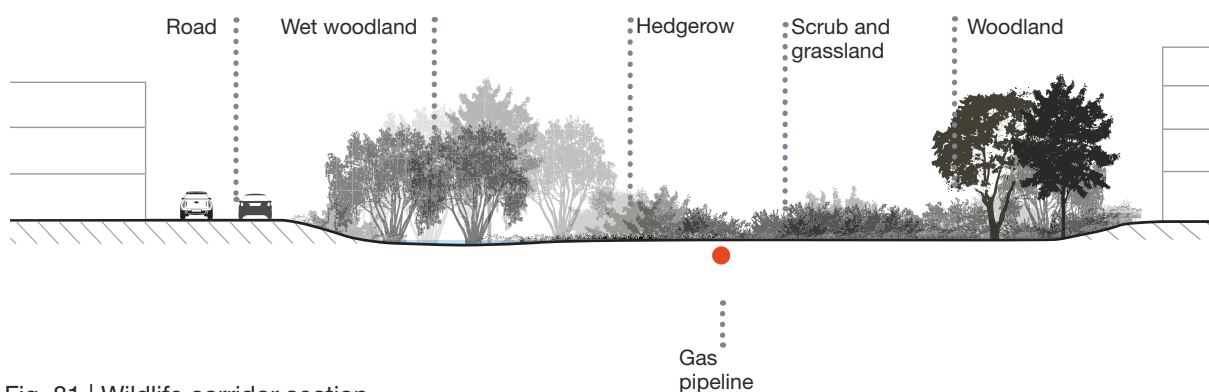 Road
Wet woodland
Hedgerow
Scrub and
grassland
Woodland
Gas
pipeline
Fig. 81 | Wildlife corridor section